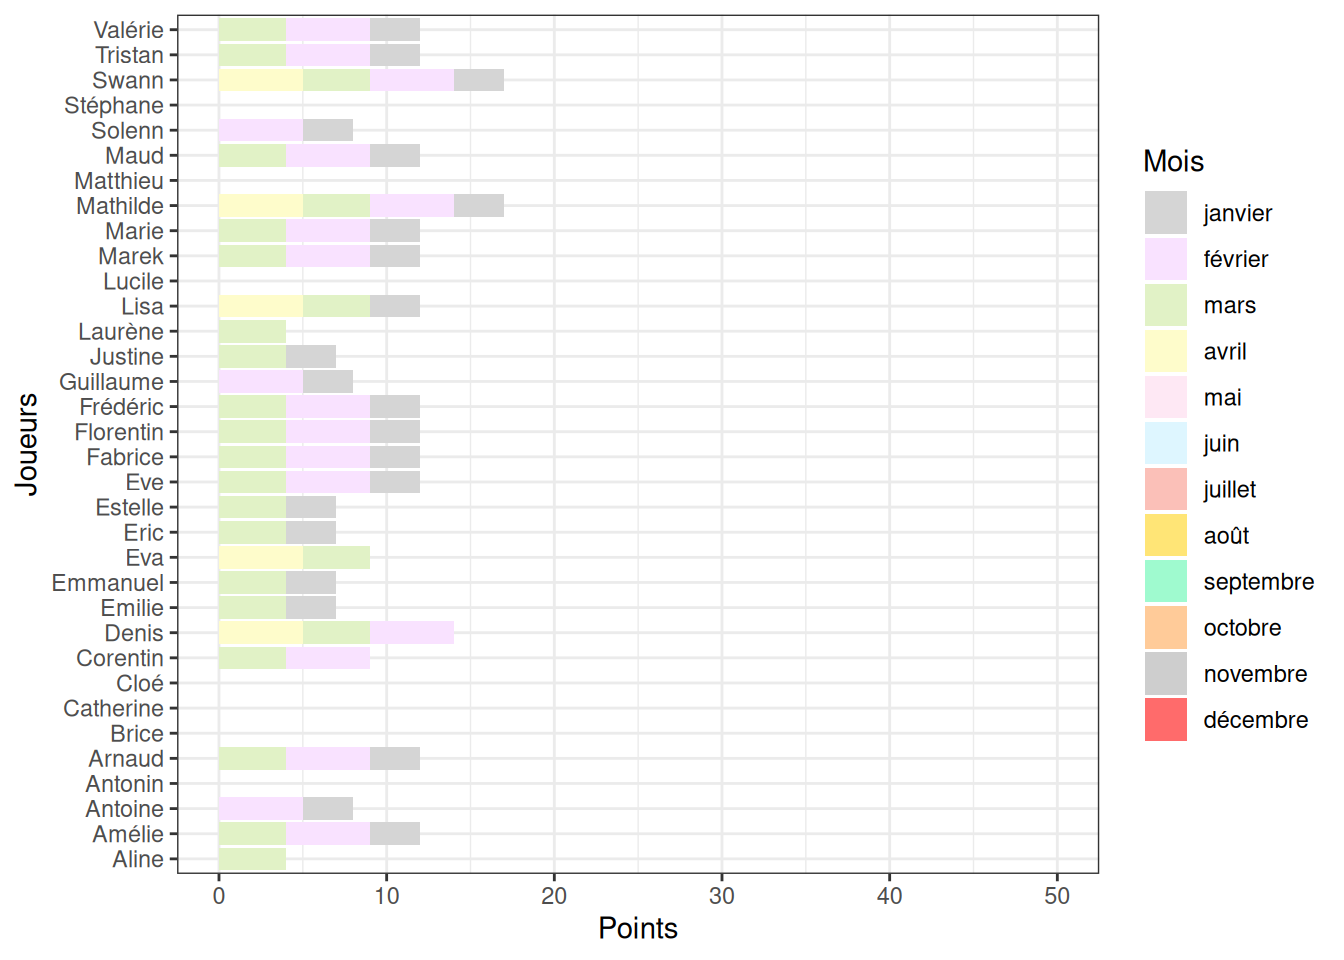 Valérie
Tristan
Swann
Stéphane
Solenn
Maud
Matthieu
Mathilde
Marie
Marek
Lucile
Lisa
Laurène
Justine
Guillaume
Frédéric
Florentin
Fabrice
Eve
Estelle
Eric
Eva
Emmanuel
Emilie
Denis
Corentin
Cloé
Catherine
Brice
Arnaud
Antonin
Antoine
Amélie
Aline
Joueurs
0 10 20 30 40 50
Points
Mois
janvier
février
mars
avril
mai
juin
juillet
août
septembre
octobre
novembre
décembre